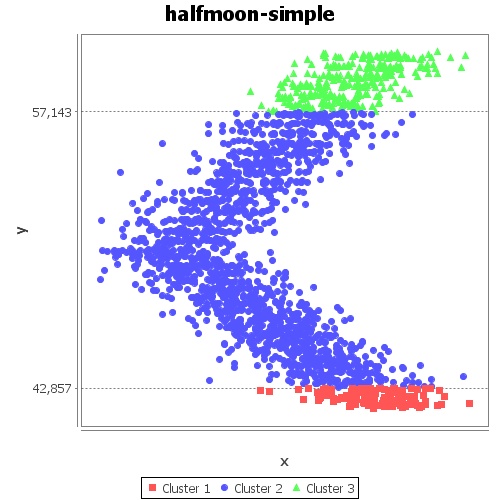 halfmoon-simple
57,143
y
42,857
x
Cluster 1 Cluster 2 Cluster 3